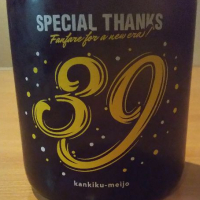 SPECIAL THANKS
Fanfare for a new era!
39
kankiku-meijo